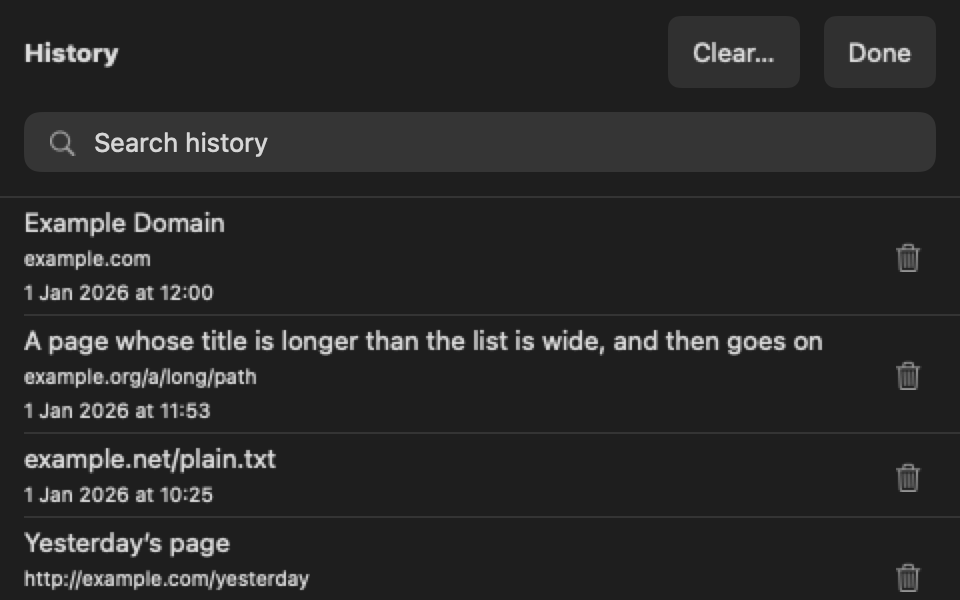 History
Clear...
Done
Search history
Example Domain
example.com
1 Jan 2026 at 12:00
A page whose title is longer than the list is wide, and then goes on
example.org/a/long/path
1 Jan 2026 at 11:53
example.net/plain.txt
1 Jan 2026 at 10:25
Yesterday’s page
http://example.com/yesterday